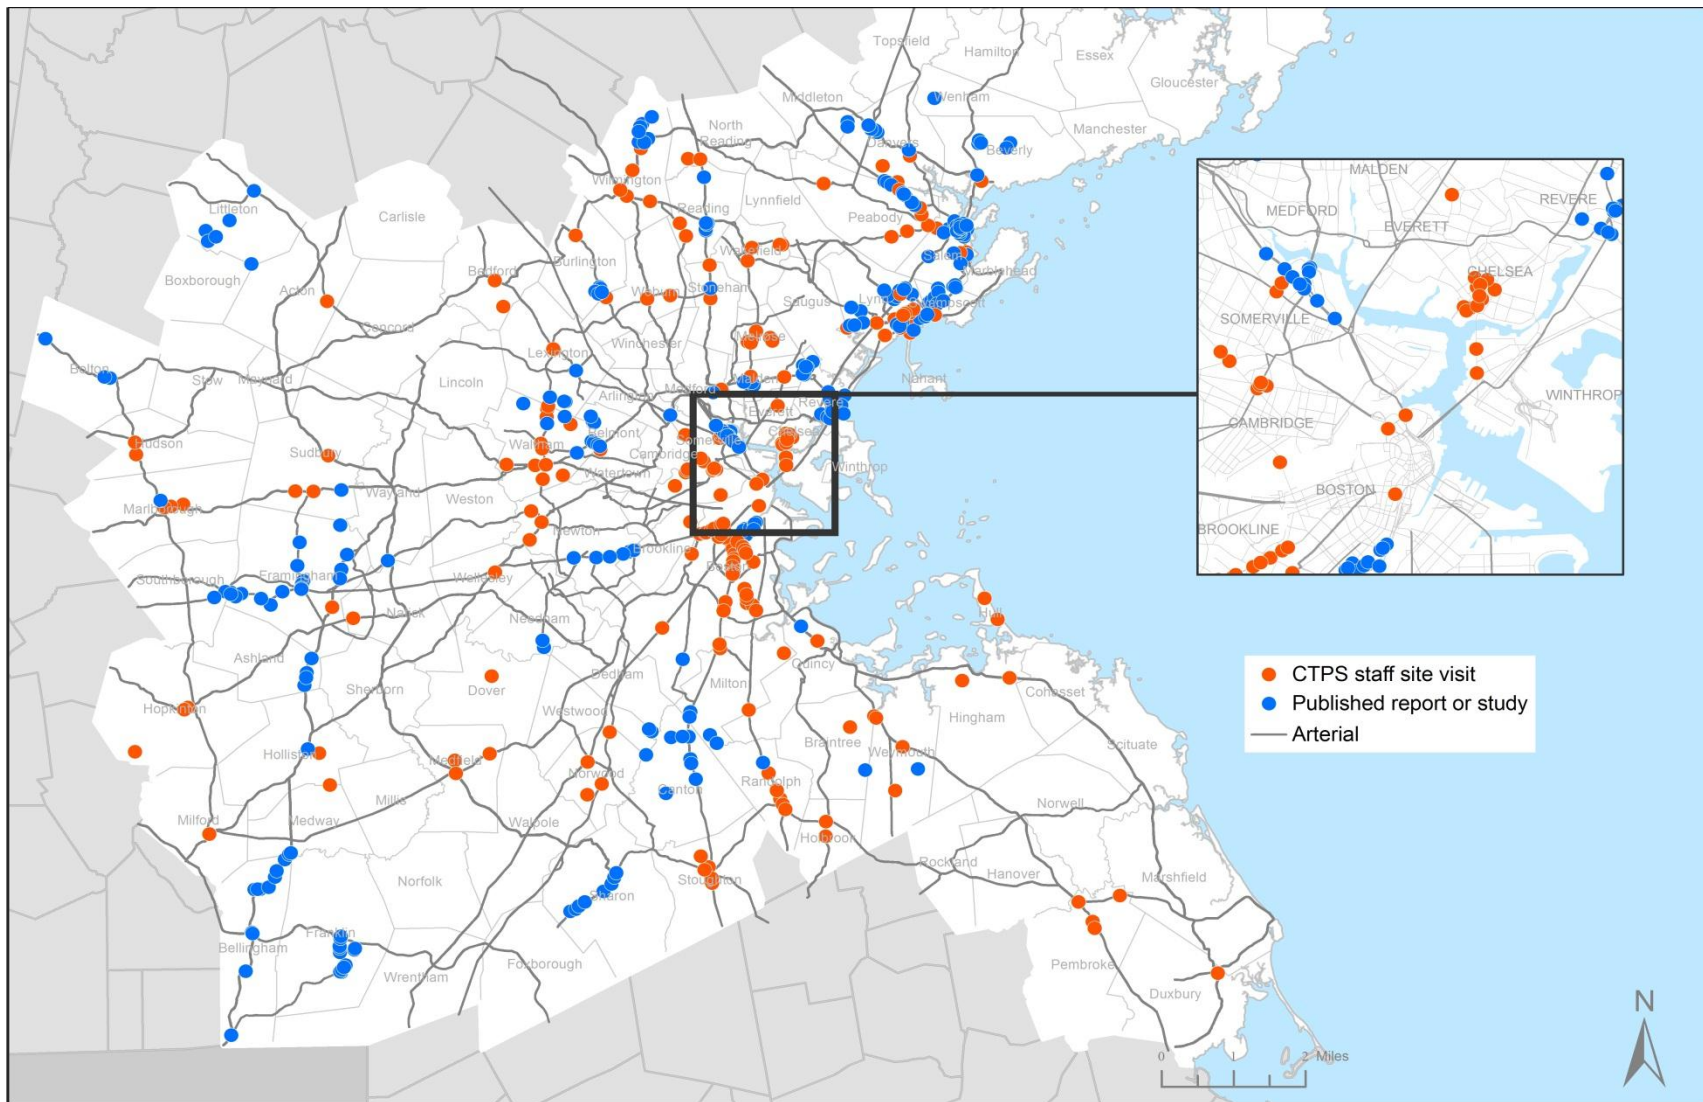 Topsfield
Hamilton
Essex
Gloucester
Middleton
Wenham
Manchester
North
Reading
Danvers
Beverly
Wilmington
Lynnfield
Littleton
Carlisle
Reading
Peabody
Boxborough
Burlington
Wakefield
Salem
Marblehead
Bedford
Acton
Woburn
Stoneham
Saugus
Lynn
Swampscott
Concord
Winchester
Melrose
Lexington
Bolton
Stow
Maynard
Lincoln
Medford
Malden
Nahant
Arlington
Everett
Revere
Hudson
Sudbury
Waltham
Belmont
Somerville
Chelsea
Cambridge
Watertown
Winthrop
Marlborough
Wayland
Weston
Newton
Brookline
Southborough
Framingham
Wellesley
Boston
Natick
Needham
Hull
Ashland
Sherborn
Dover
Dedham
Milton
Quincy
Cohasset
Hopkinton
Westwood
Hingham
Scituate
Holliston
Medfield
Norwood
Braintree
Weymouth
Canton
Randolph
Millis
Norwell
Milford
Medway
Walpole
Holbrook
Rockland
Hanover
Marshfield
Norfolk
Sharon
Stoughton
Bellingham
Franklin
Wrentham
Foxborough
Pembroke
Duxbury
MALDEN
MEDFORD
EVERETT
REVERE
CHELSEA
SOMERVILLE
WINTHROP
CAMBRIDGE
BOSTON
BROOKLINE
CTPS staff site visit
Published report or study
Arterial
N
0 1 2 Miles